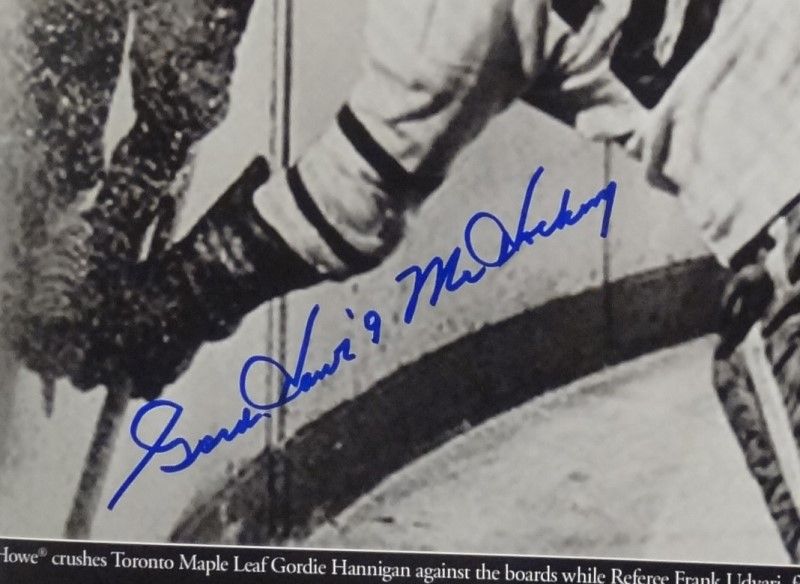 Gordie Howe 9 Mr Hockey
Howe® crushes Toronto Maple Leaf Gordie Hannigan against the boards while Referee Frank Udvari,